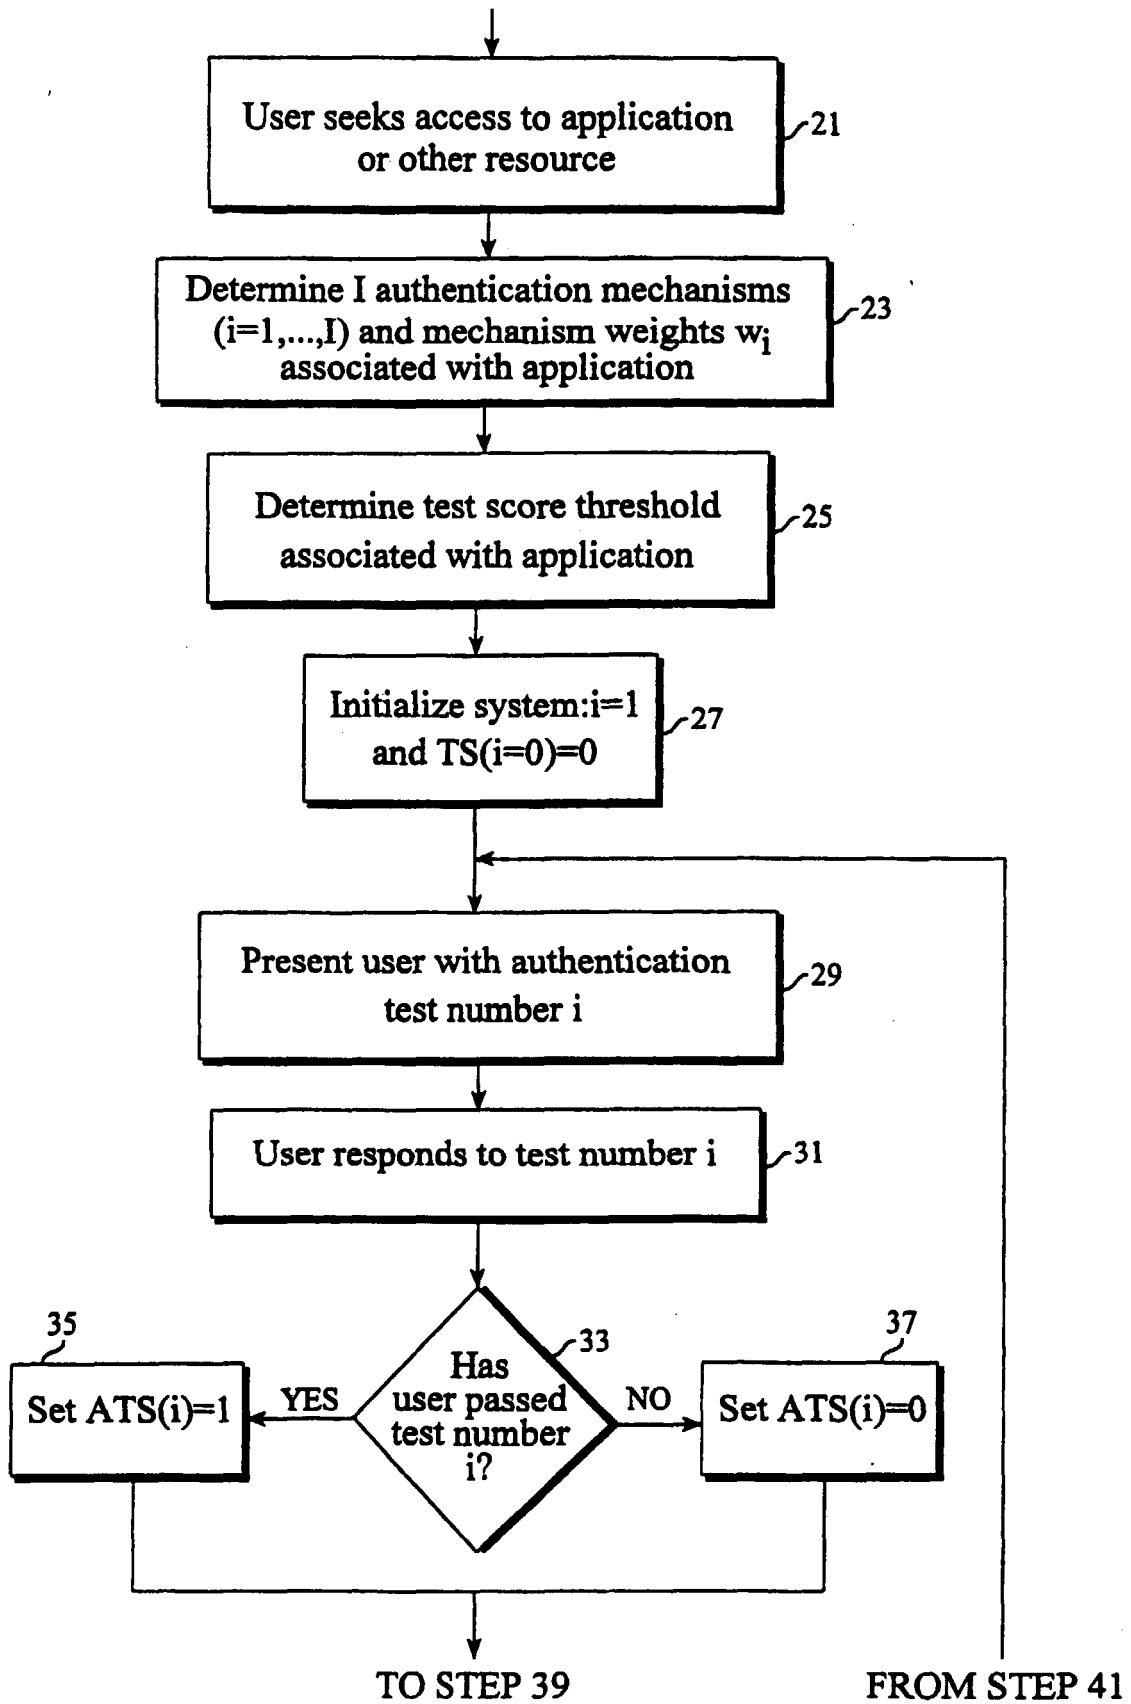 User seeks access to application
or other resource
21
Determine I authentication mechanisms
(i=1,...,I) and mechanism weights wi
associated with application
23
Determine test score threshold
associated with application
25
Initialize system:i=1
and TS(i=0)=0
27
Present user with authentication
test number i
29
User responds to test number i
31
Has
user passed
test number
i?
33
YES
NO
35
Set ATS(i)=1
37
Set ATS(i)=0
TO STEP 39
FROM STEP 41